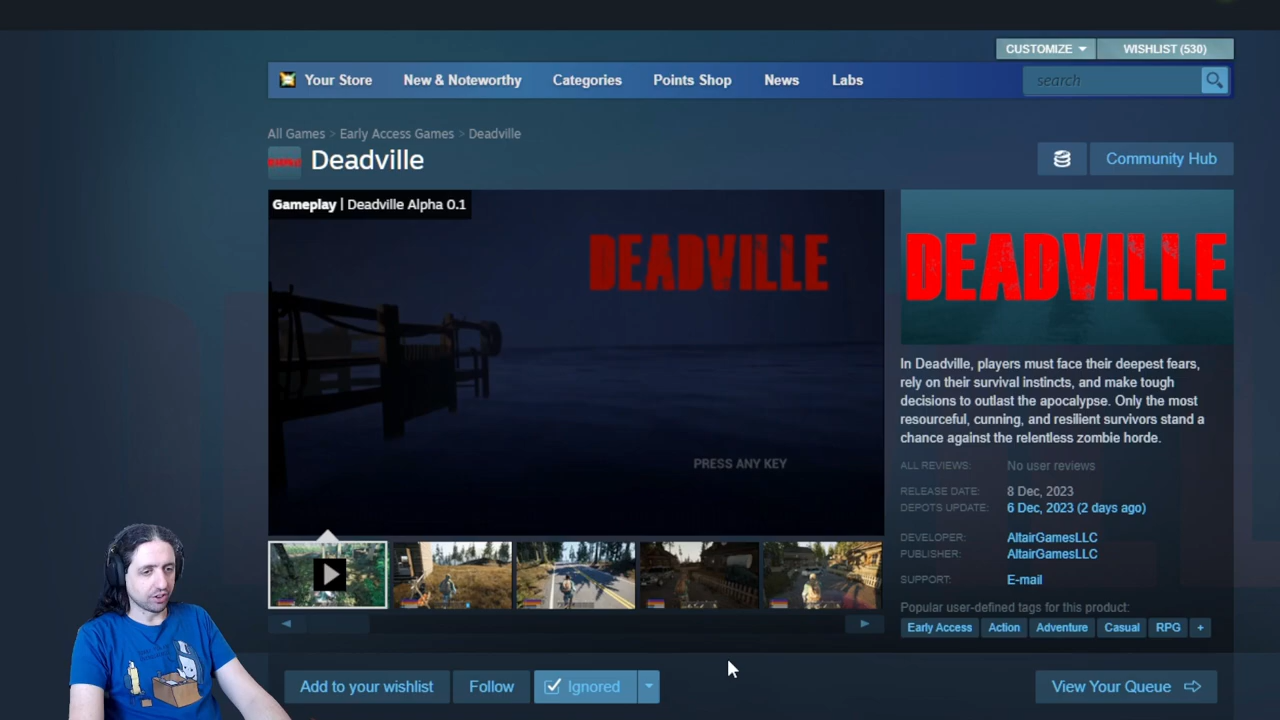 CUSTOMIZE
WISHLIST (530)
Your Store
New & Noteworthy
Categories
Points Shop
News
Labs
search
All Games > Early Access Games > Deadville
Deadville
Community Hub
Gameplay | Deadville Alpha 0.1
DEADVILLE
PRESS ANY KEY
DEADVILLE
In Deadville, players must face their deepest fears,
rely on their survival instincts, and make tough
decisions to outlast the apocalypse. Only the most
resourceful, cunning, and resilient survivors stand a
chance against the relentless zombie horde.
ALL REVIEWS: No user reviews
RELEASE DATE: 8 Dec, 2023
DEPOTS UPDATE: 6 Dec, 2023 (2 days ago)
DEVELOPER: AltairGamesLLC
PUBLISHER: AltairGamesLLC
SUPPORT: E-mail
Popular user-defined tags for this product:
Early Access
Action
Adventure
Casual
RPG
+
Add to your wishlist
Follow
Ignored
View Your Queue